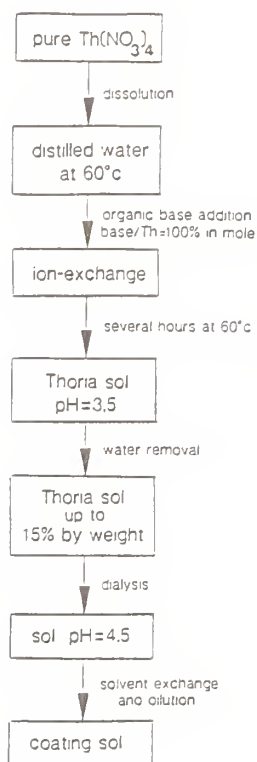 pure Th(NO3)4
dissolution
distilled water
at 60°c
organic base addition
base/Th=100% in mole
ion-exchange
several hours at 60°c
Thoria sol
pH=3.5
water removal
Thoria sol
up to
15% by weight
dialysis
sol pH=4.5
solvent exchange
and dilution
coating sol